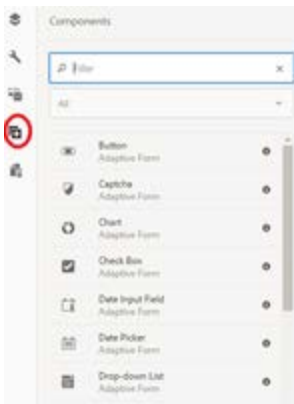 Components
Filter
All
Button
Adaptive Form
Captcha
Adaptive Form
Chart
Adaptive Form
Check Box
Adaptive Form
Date Input Field
Adaptive Form
Date Picker
Adaptive Form
Drop-down List
Adaptive Form